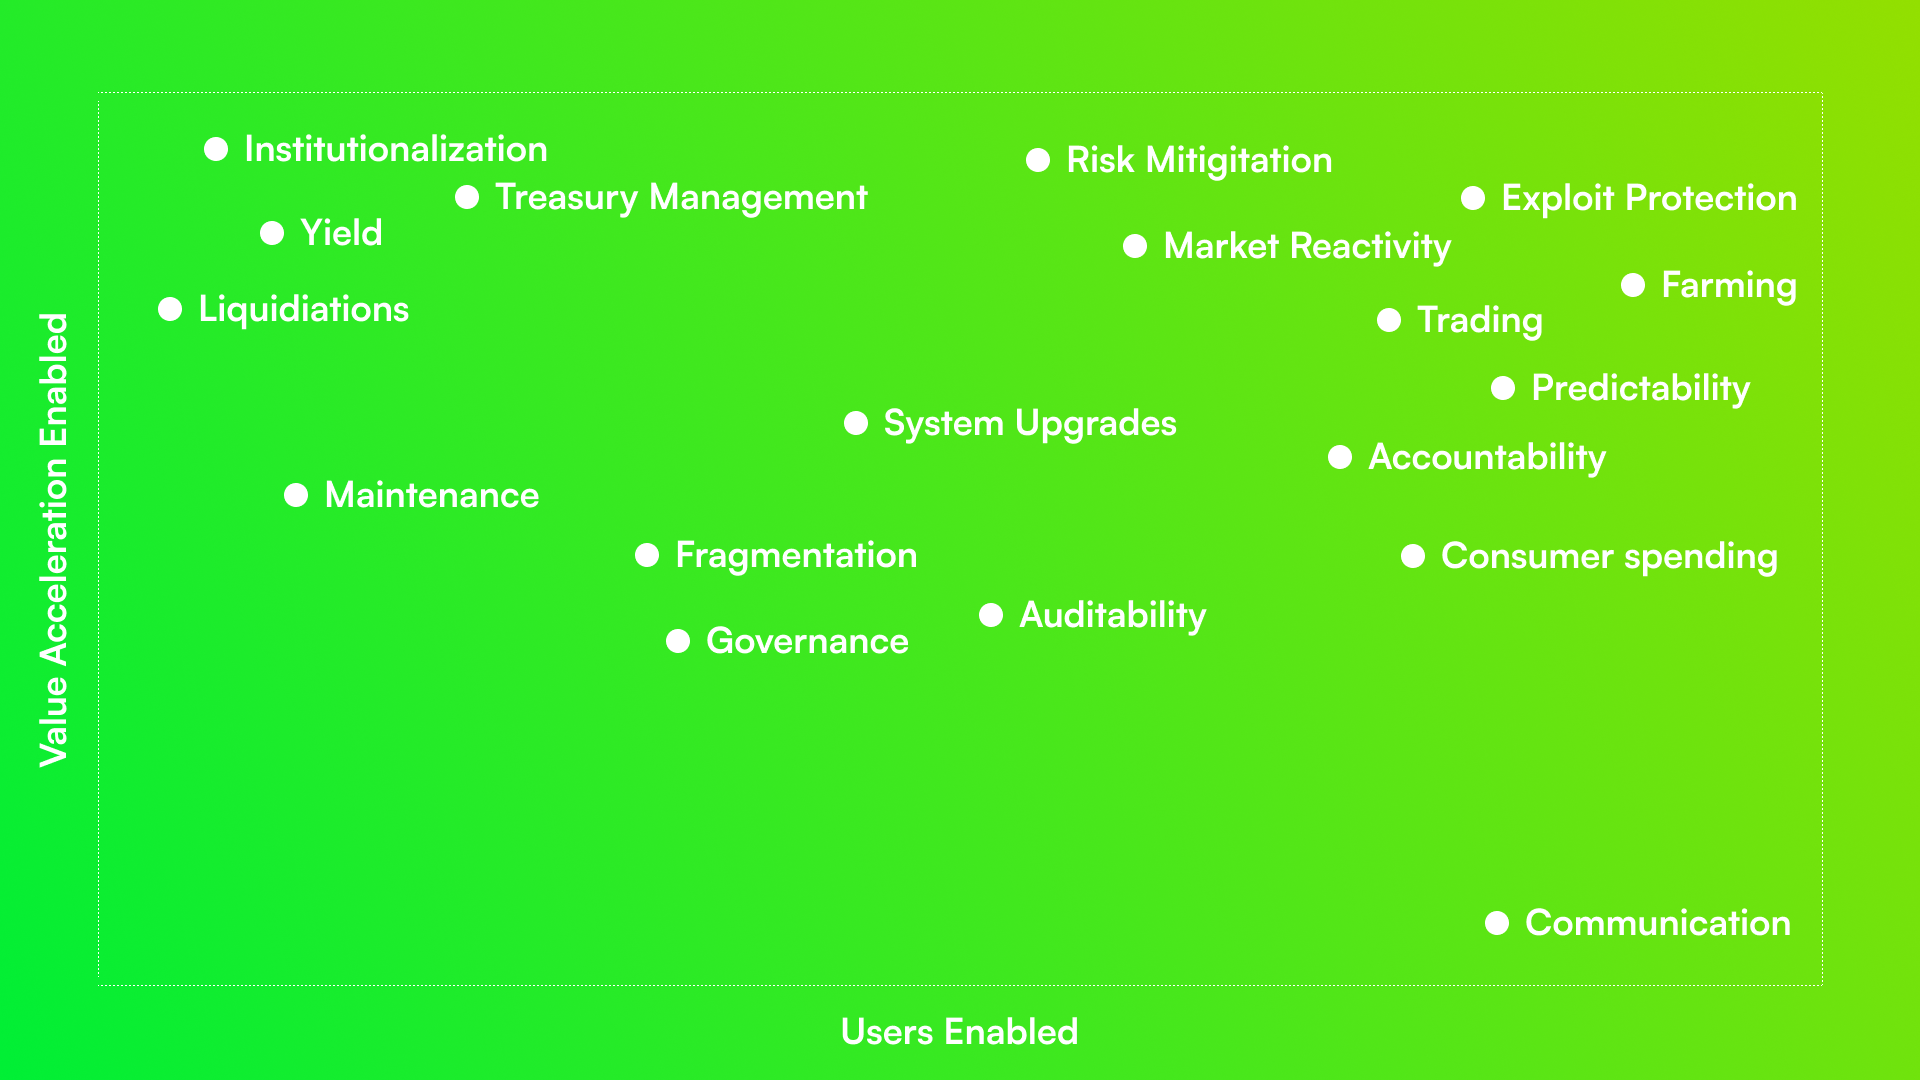 Institutionalization
Risk Mitigitation
Treasury Management
Exploit Protection
Yield
Market Reactivity
Farming
Liquidiations
Trading
Predictability
System Upgrades
Accountability
Maintenance
Fragmentation
Consumer spending
Auditability
Governance
Communication
Value Acceleration Enabled
Users Enabled